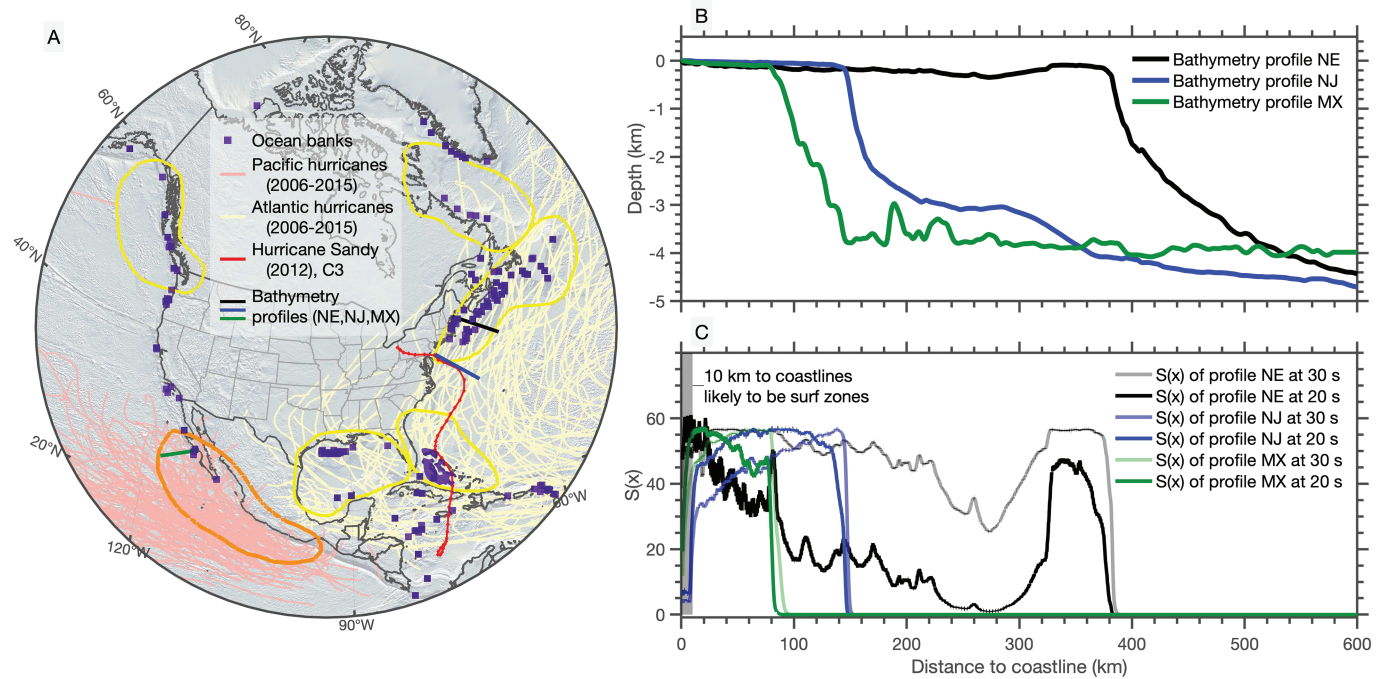 A
80°N
60°N
40°N
20°N
120°W
90°W
60°W
Ocean banks
Pacific hurricanes
(2006-2015)
Atlantic hurricanes
(2006-2015)
Hurricane Sandy
(2012), C3
Bathymetry
profiles (NE,NJ,MX)
B
0
-1
-2
-3
-4
-5
Depth (km)
Bathymetry profile NE
Bathymetry profile NJ
Bathymetry profile MX
C
60
40
20
0
S(x)
10 km to coastlines
likely to be surf zones
S(x) of profile NE at 30 s
S(x) of profile NE at 20 s
S(x) of profile NJ at 30 s
S(x) of profile NJ at 20 s
S(x) of profile MX at 30 s
S(x) of profile MX at 20 s
0 100 200 300 400 500 600
Distance to coastline (km)